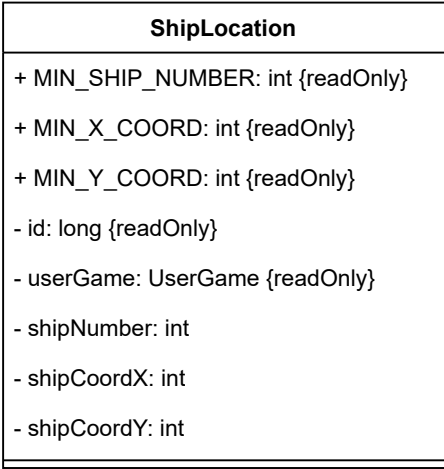 ShipLocation
+ MIN_SHIP_NUMBER: int {readOnly}
+ MIN_X_COORD: int {readOnly}
+ MIN_Y_COORD: int {readOnly}
- id: long {readOnly}
- userGame: UserGame {readOnly}
- shipNumber: int
- shipCoordX: int
- shipCoordY: int